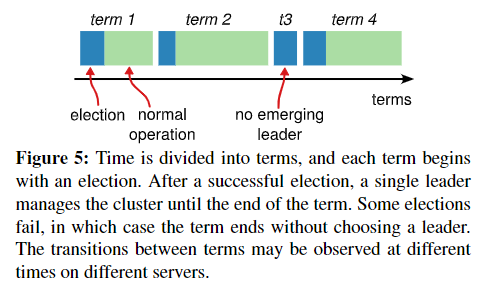 term 1 term 2 t3 term 4
terms
election normal operation no emerging leader
Figure 5: Time is divided into terms, and each term begins
with an election. After a successful election, a single leader
manages the cluster until the end of the term. Some elections
fail, in which case the term ends without choosing a leader.
The transitions between terms may be observed at different
times on different servers.